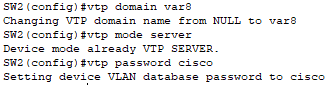 SW2(config)#vtp domain var8
Changing VTP domain name from NULL to var8
SW2(config)#vtp mode server
Device mode already VTP SERVER.
SW2(config)#vtp password cisco
Setting device VLAN database password to cisco